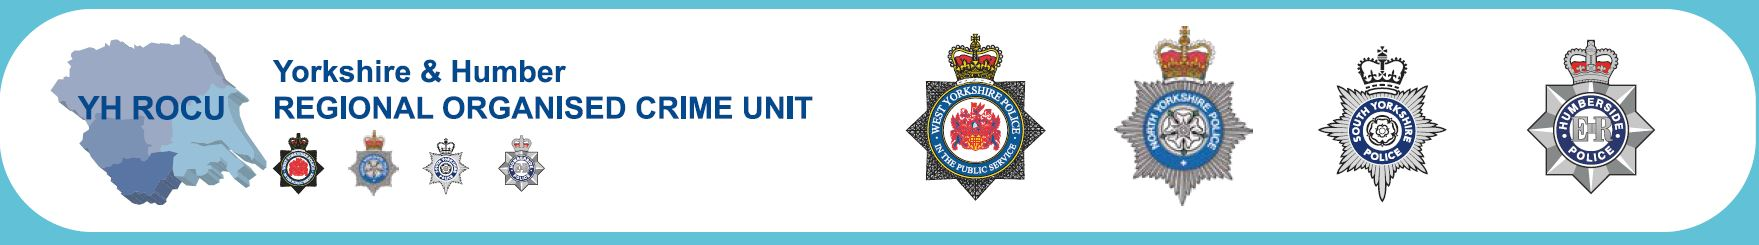 YH ROCU
Yorkshire & Humber
REGIONAL ORGANISED CRIME UNIT
WEST YORKSHIRE POLICE
IN THE PUBLIC SERVICE
NORTH YORKSHIRE POLICE
SOUTH YORKSHIRE
POLICE
HUMBERSIDE
E II R
POLICE